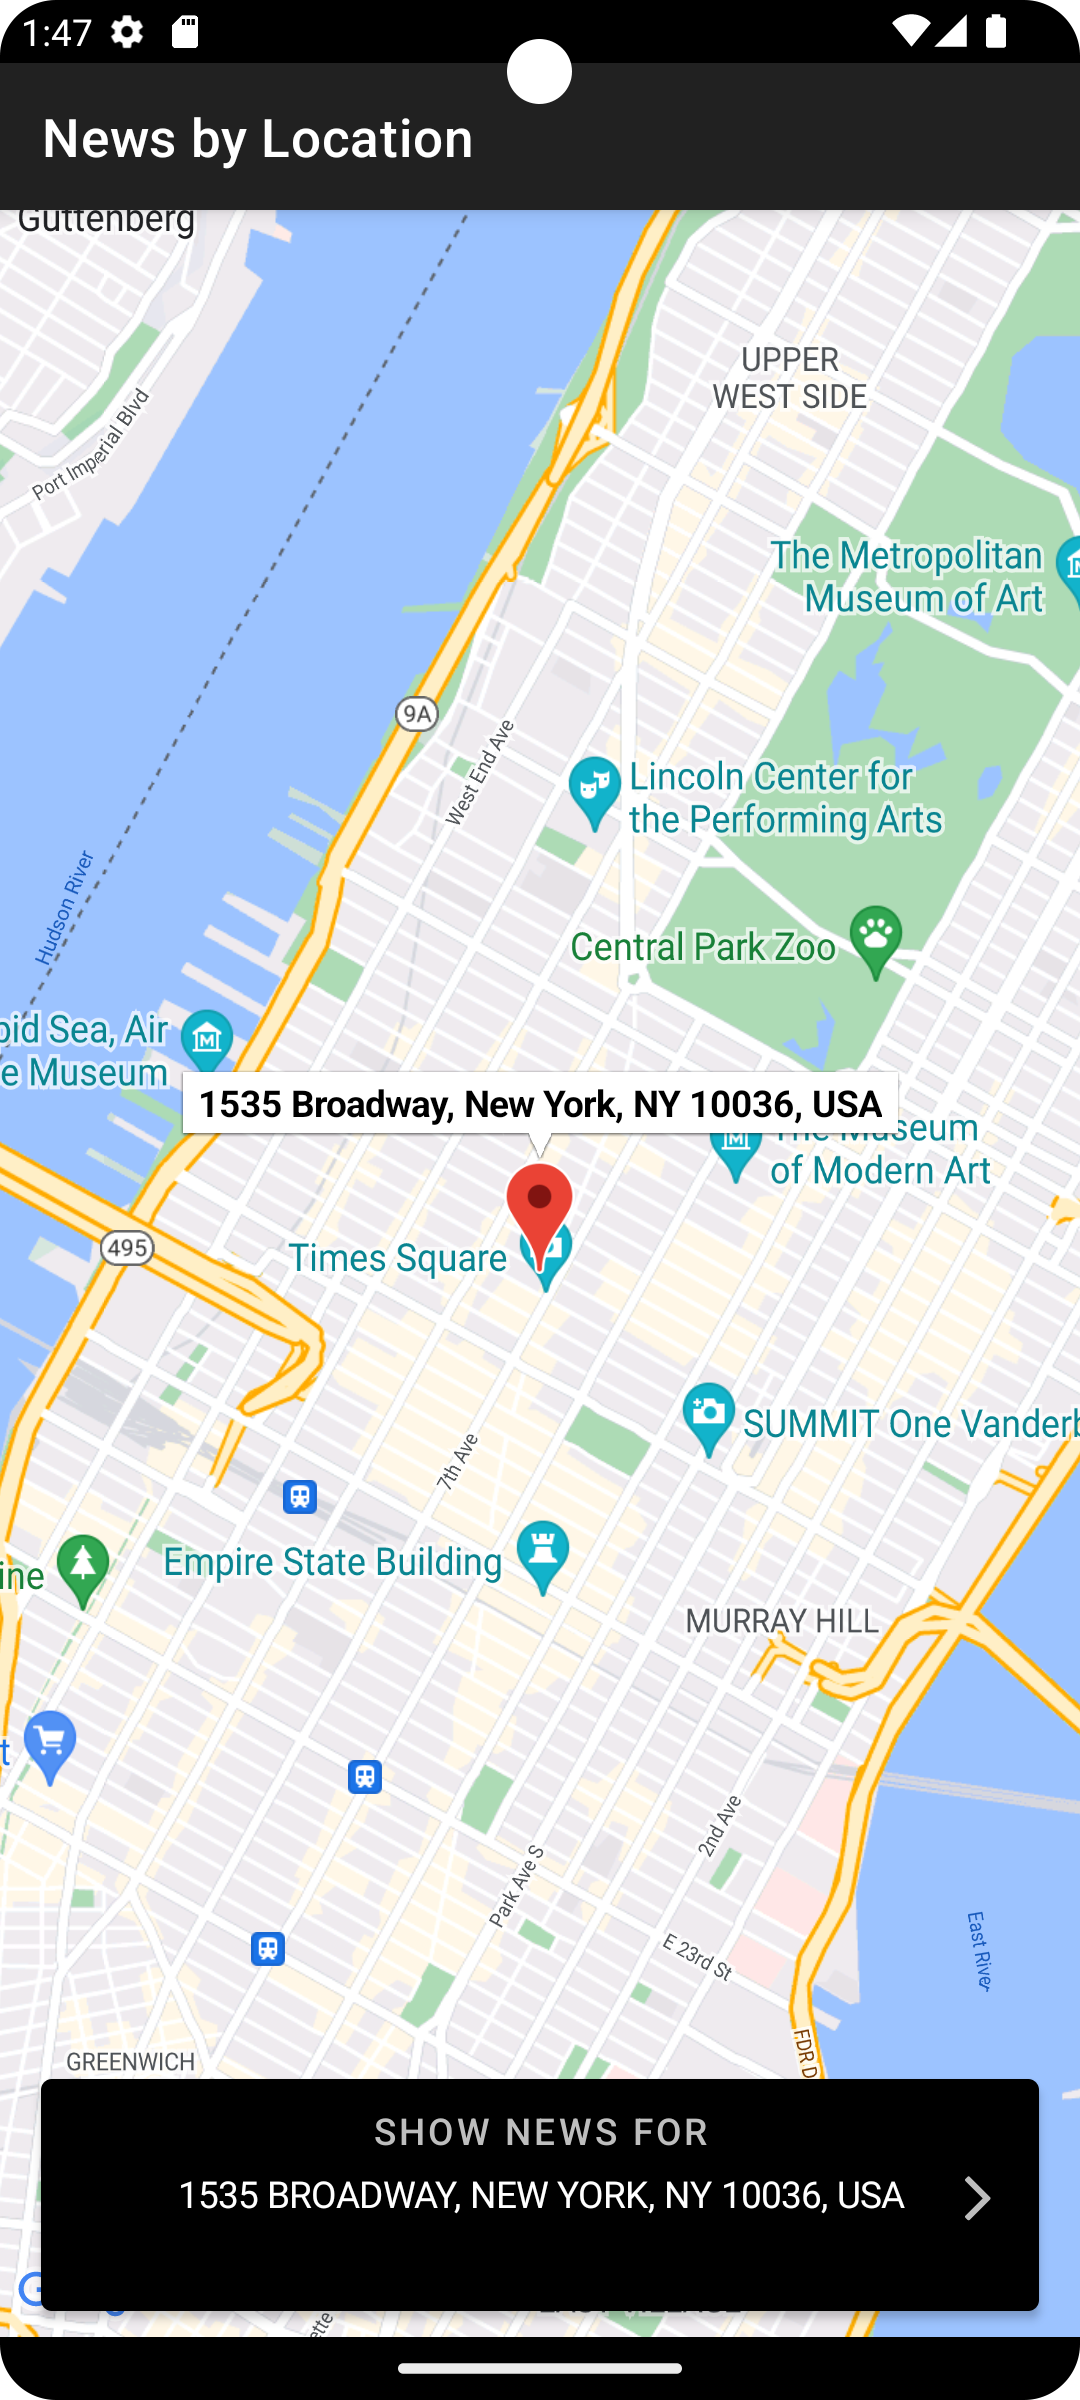 1:47
News by Location
Guttenberg
UPPER
WEST SIDE
Port Imperial Blvd
The Metropolitan
Museum of Art
9A
West End Ave
Lincoln Center for
the Performing Arts
Hudson River
Central Park Zoo
Sea, Air
Museum
1535 Broadway, New York, NY 10036, USA
The Museum
of Modern Art
495
Times Square
SUMMIT One
7th Ave
Empire State Building
MURRAY HILL
2nd Ave
Park Ave S
E 23rd St
East River
FDR D
GREENWICH
SHOW NEWS FOR
1535 BROADWAY, NEW YORK, NY 10036, USA